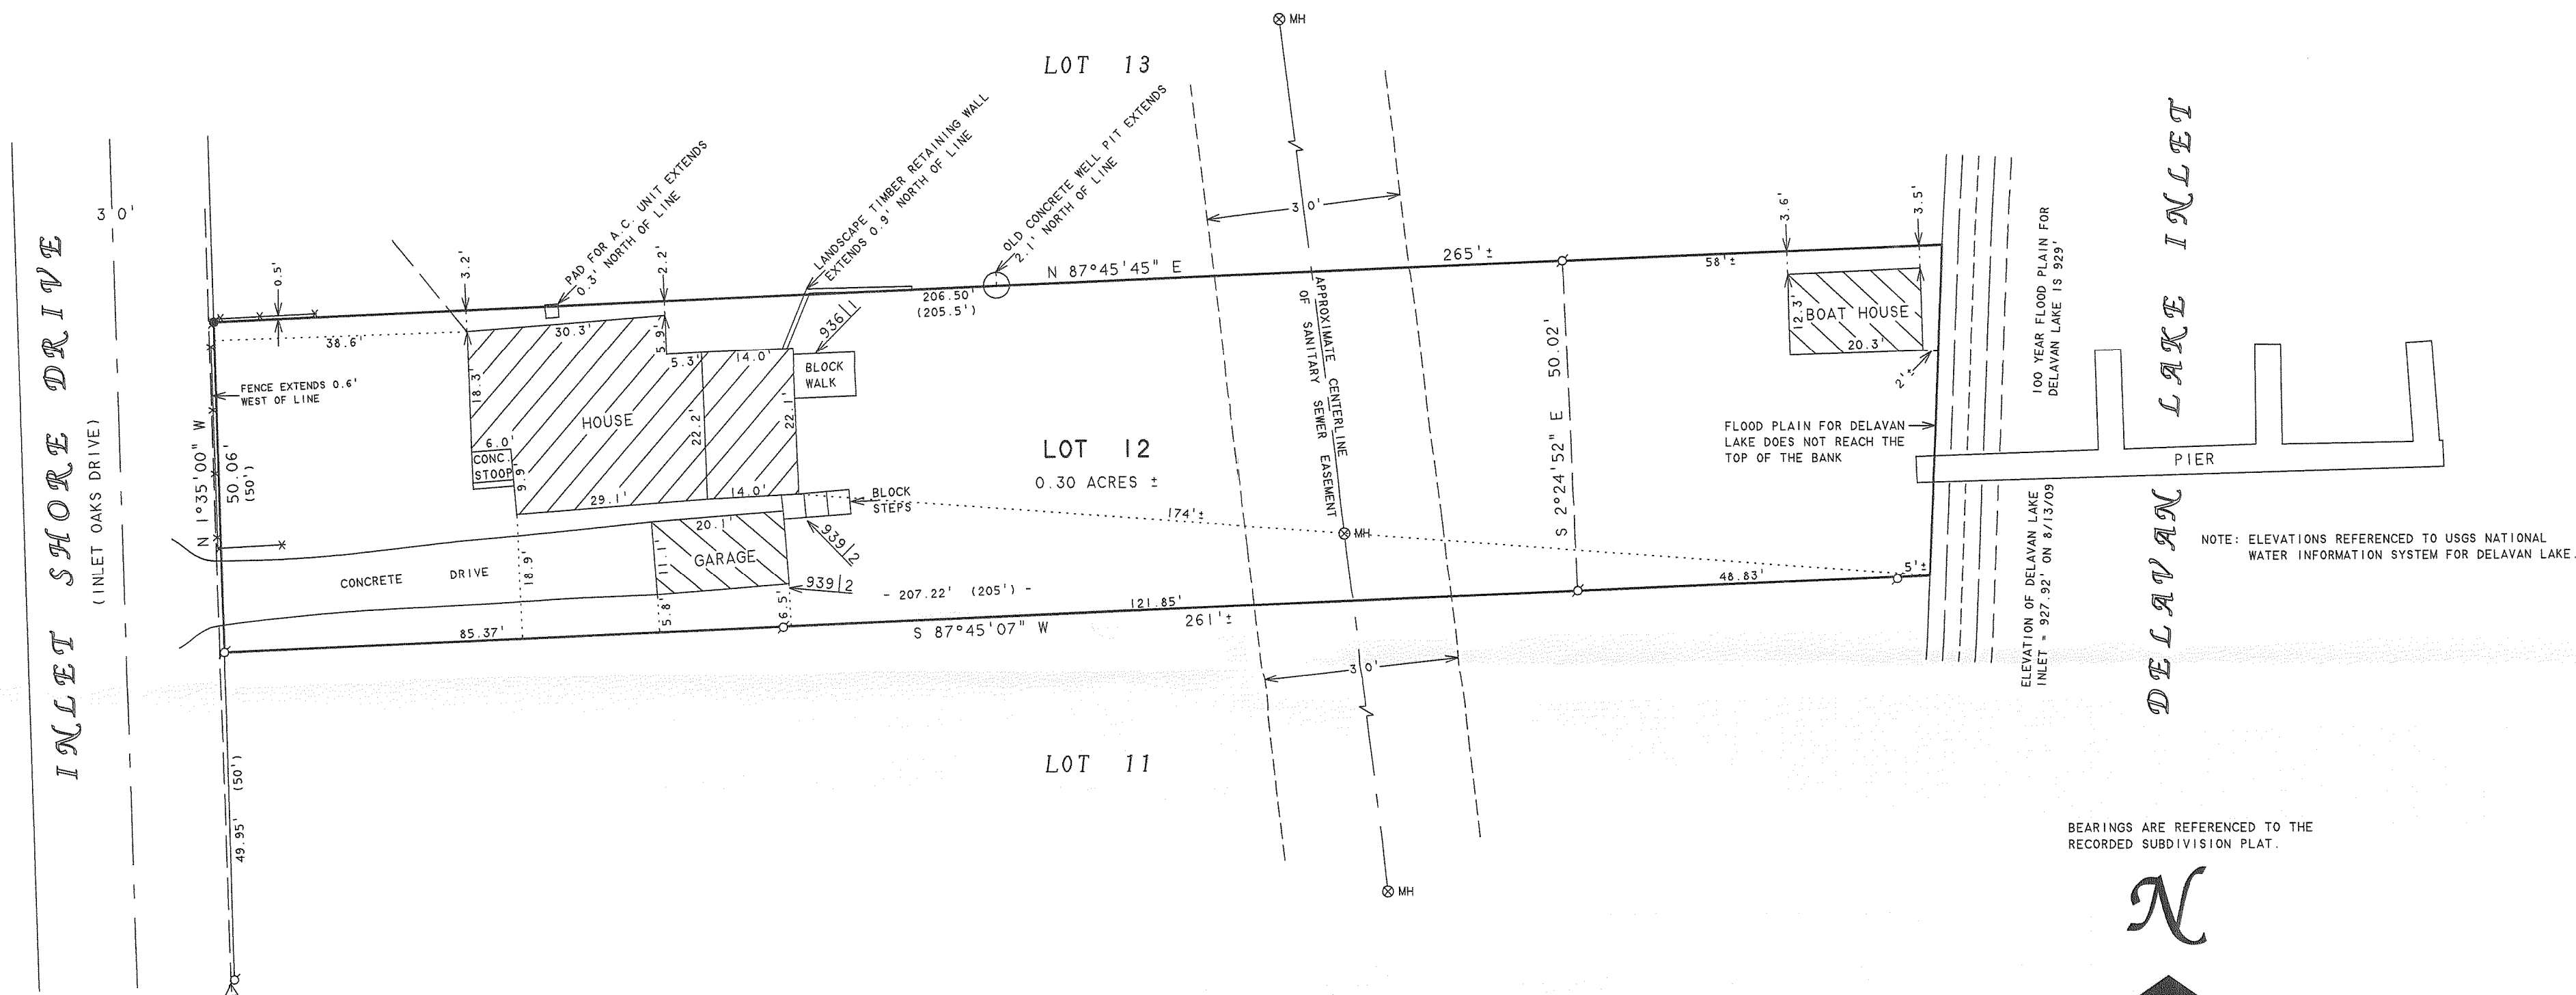 INLET SHORE DRIVE
(INLET OAKS DRIVE)
30'
LOT 13
MH
PAD FOR A.C. UNIT EXTENDS
0.3' NORTH OF LINE
LANDSCAPE TIMBER RETAINING WALL
EXTENDS 0.9' NORTH OF LINE
OLD CONCRETE WELL PIT EXTENDS
2.1' NORTH OF LINE
30'
0.5'
3.2'
2.2'
3.6'
3.5'
N 87°45'45" E
265'±
206.50'
(205.5')
58'±
38.6'
30.3'
5.9'
5.3'
14.0'
936|1
BLOCK
WALK
FENCE EXTENDS 0.6'
WEST OF LINE
18.3'
HOUSE
22.2'
22.1'
6.0'
CONC.
STOOP
9.9'
29.1'
14.0'
BLOCK
STEPS
N 1°35'00" W
50.06'
(50')
LOT 12
0.30 ACRES ±
APPROXIMATE CENTERLINE
OF SANITARY SEWER EASEMENT
S 2°24'52" E 50.02'
12.3'
BOAT HOUSE
20.3'
2'±
FLOOD PLAIN FOR DELAVAN
LAKE DOES NOT REACH THE
TOP OF THE BANK
100 YEAR FLOOD PLAIN FOR
DELAVAN LAKE IS 929'
ELEVATION OF DELAVAN LAKE
INLET = 927.92' ON 8/13/09
DELAVAN LAKE INLET
PIER
NOTE: ELEVATIONS REFERENCED TO USGS NATIONAL
WATER INFORMATION SYSTEM FOR DELAVAN LAKE.
174'±
MH
20.1'
GARAGE
11.1'
939|2
939|2
CONCRETE DRIVE
18.9'
5.8'
6.5'
- 207.22' (205') -
48.83'
5'±
85.37'
121.85'
261'±
S 87°45'07" W
30'
49.95' (50')
LOT 11
MH
BEARINGS ARE REFERENCED TO THE
RECORDED SUBDIVISION PLAT.
N